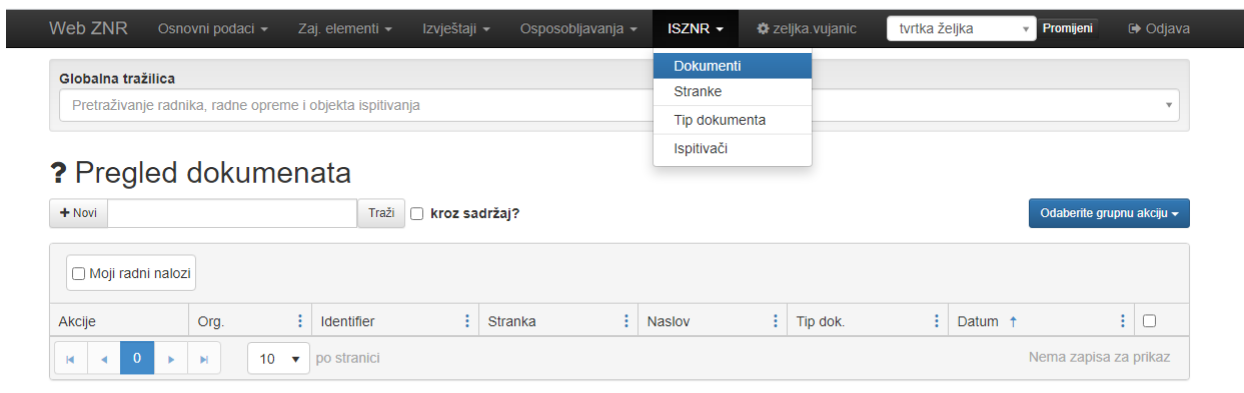 Web ZNR Osnovni podaci Zaj. elementi Izvještaji Osposobljavanja ISZNR zeljka.vujanic tvrtka željka Promijeni Odjava
Dokumenti
Stranke
Tip dokumenta
Ispitivači
Globalna tražilica
Pretraživanje radnika, radne opreme i objekta ispitivanja
? Pregled dokumenata
+ Novi Traži kroz sadržaj? Odaberite grupnu akciju
Moji radni nalozi
Akcije Org. Identifier Stranka Naslov Tip dok. Datum ↑
0 10 po stranici Nema zapisa za prikaz